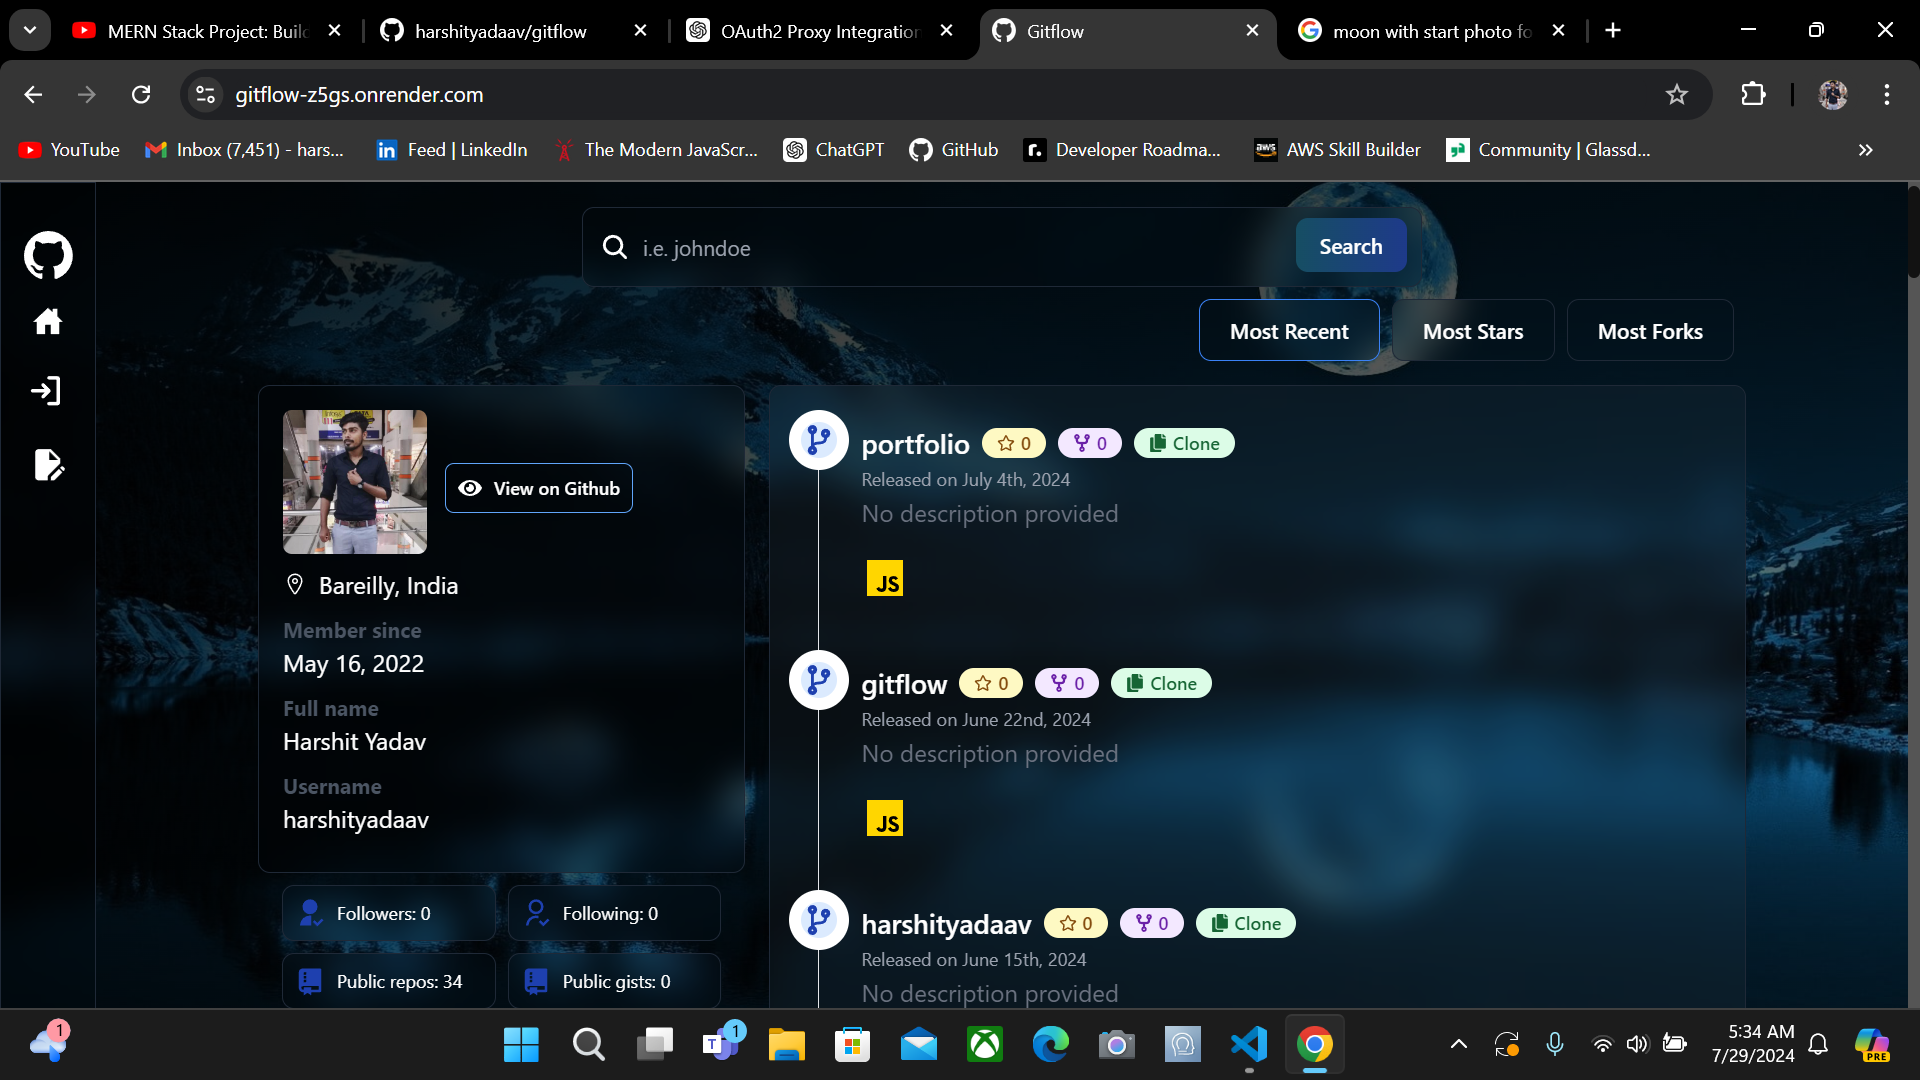 MERN Stack Project: Build
harshityadaav/gitflow
OAuth2 Proxy Integration
Gitflow
moon with start photo fo
gitflow-z5gs.onrender.com
YouTube
Inbox (7,451) - hars...
in
Feed | LinkedIn
The Modern JavaScr...
ChatGPT
GitHub
r.
Developer Roadma...
aws
AWS Skill Builder
Community | Glassd...
i.e. johndoe
Search
Most Recent
Most Stars
Most Forks
View on Github
Bareilly, India
Member since
May 16, 2022
Full name
Harshit Yadav
Username
harshityadaav
Followers: 0
Following: 0
Public repos: 34
Public gists: 0
portfolio
0
0
Clone
Released on July 4th, 2024
No description provided
JS
gitflow
0
0
Clone
Released on June 22nd, 2024
No description provided
JS
harshityadaav
0
0
Clone
Released on June 15th, 2024
No description provided
1
T
1
5:34 AM
7/29/2024
PRE